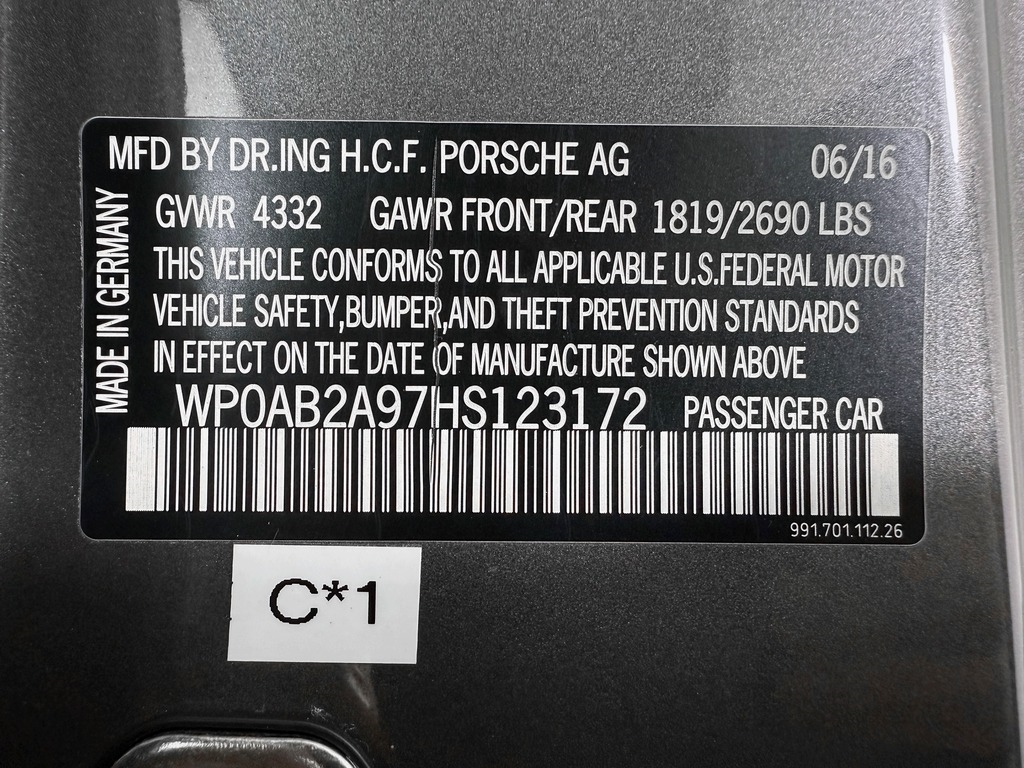 MFD BY DR.ING H.C.F. PORSCHE AG 06/16
GVWR 4332 GAWR FRONT/REAR 1819/2690 LBS
THIS VEHICLE CONFORMS TO ALL APPLICABLE U.S.FEDERAL MOTOR
VEHICLE SAFETY,BUMPER,AND THEFT PREVENTION STANDARDS
IN EFFECT ON THE DATE OF MANUFACTURE SHOWN ABOVE
WP0AB2A97HS123172 PASSENGER CAR
MADE IN GERMANY
991.701.112.26
C*1